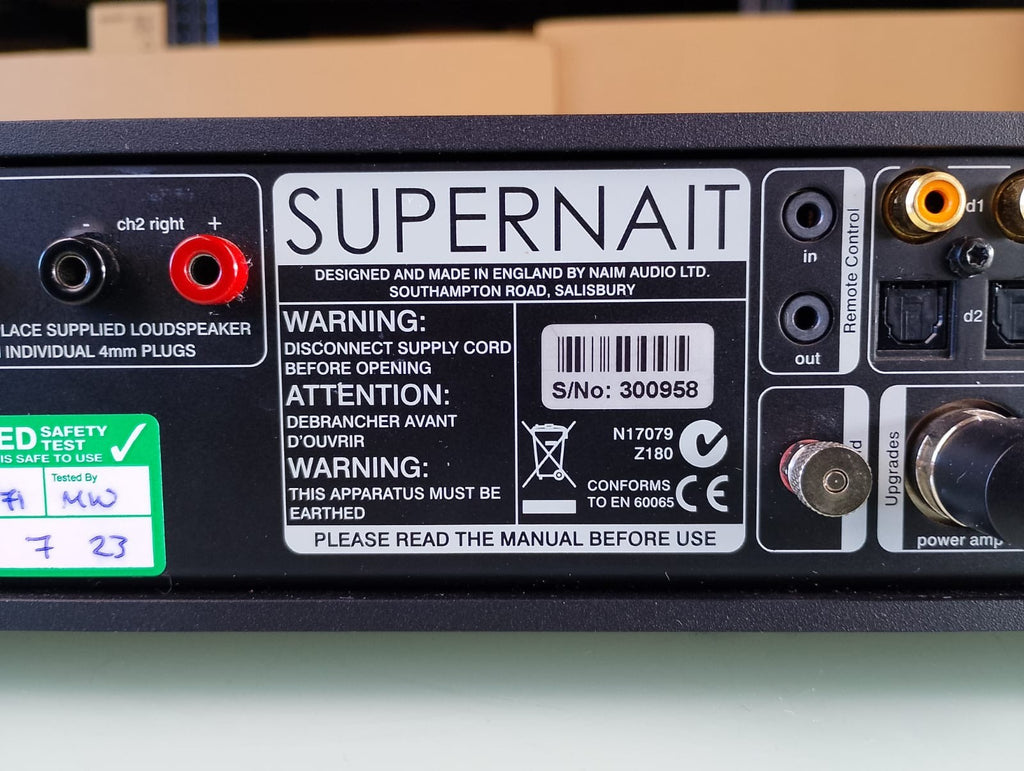 - ch2 right +
LACE SUPPLIED LOUDSPEAKER
INDIVIDUAL 4mm PLUGS
ED SAFETY
TEST
IS SAFE TO USE
Tested By
71 MW
7 23
SUPERNAIT
DESIGNED AND MADE IN ENGLAND BY NAIM AUDIO LTD.
SOUTHAMPTON ROAD, SALISBURY
WARNING:
DISCONNECT SUPPLY CORD
BEFORE OPENING
ATTENTION:
DEBRANCHER AVANT
D'OUVRIR
WARNING:
THIS APPARATUS MUST BE
EARTHED
S/No: 300958
N17079
Z180
CONFORMS
TO EN 60065
CE
PLEASE READ THE MANUAL BEFORE USE
in
out
Remote Control
d1
d2
Upgrades
power amp